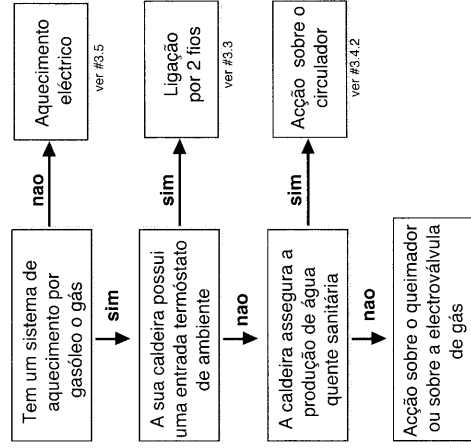 Tem um sistema de
aquecimento por
gasóleo o gás
nao
Aquecimento
eléctrico
ver #3.5
sim
A sua caldeira possui
uma entrada termóstato
de ambiente
sim
Ligação
por 2 fios
ver #3.3
nao
A caldeira assegura a
produção de água
quente sanitária
sim
Acção sobre o
circulador
ver #3.4.2
nao
Acção sobre o queimador
ou sobre a electroválvula
de gás